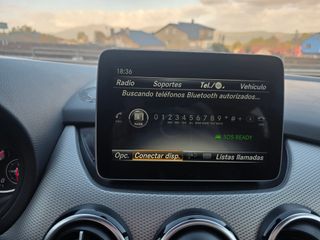 18:36
Radio Soportes Tel./ Vehículo
Buscando teléfonos Bluetooth autorizados...
0 1 2 3 4 5 6 7 8 9 * # +
SOS READY
Opc. Conectar disp. Listas llamadas